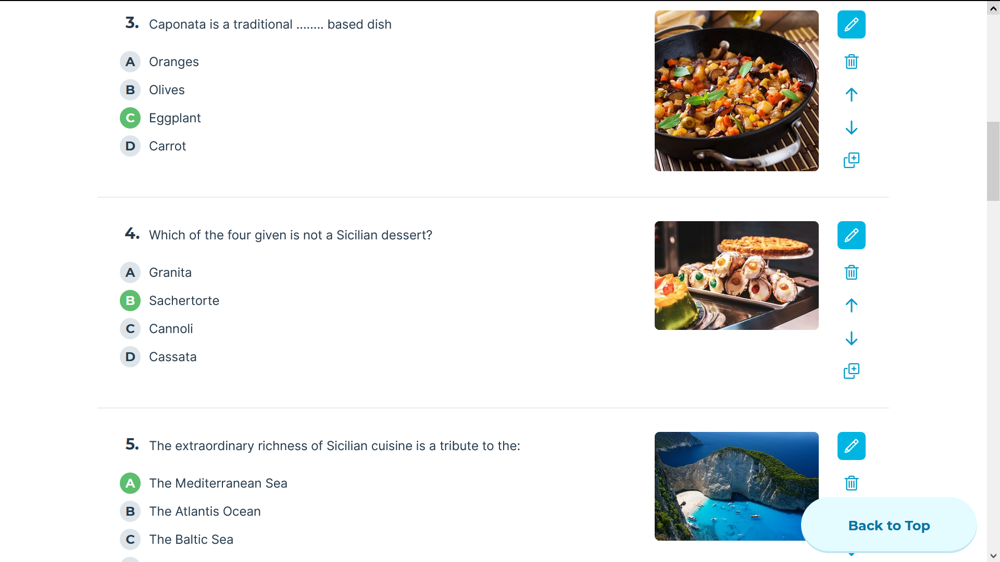 3. Caponata is a traditional ........ based dish
A Oranges
B Olives
C Eggplant
D Carrot
4. Which of the four given is not a Sicilian dessert?
A Granita
B Sachertorte
C Cannoli
D Cassata
5. The extraordinary richness of Sicilian cuisine is a tribute to the:
A The Mediterranean Sea
B The Atlantis Ocean
C The Baltic Sea
Back to Top